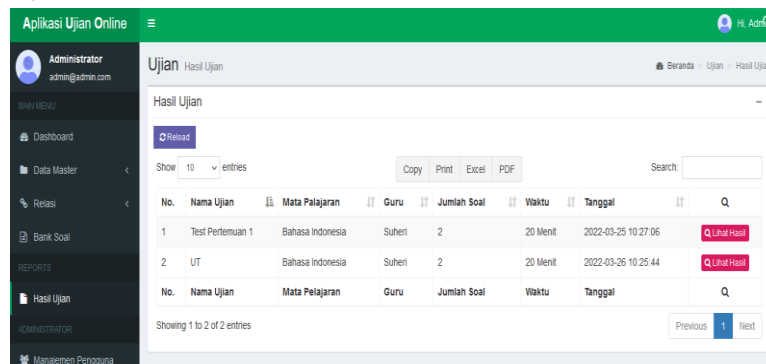 Aplikasi Ujian Online
Hi, Adm
Administrator
admin@admin.com
MAIN MENU
Dashboard
Data Master
Relasi
Bank Soal
REPORTS
Hasil Ujian
ADMINISTRATOR
Manajemen Pengguna
Ujian Hasil Ujian
Beranda Ujian Hasil Ujia
Hasil Ujian
Reload
Show 10 entries
Copy Print Excel PDF
Search:
No. Nama Ujian Mata Palajaran Guru Jumlah Soal Waktu Tanggal
1 Test Pertemuan 1 Bahasa Indonesia Suheri 2 20 Menit 2022-03-25 10:27:06 Lihat Hasil
2 UT Bahasa Indonesia Suheri 2 20 Menit 2022-03-26 10:25:44 Lihat Hasil
No. Nama Ujian Mata Pelajaran Guru Jumlah Soal Waktu Tanggal
Showing 1 to 2 of 2 entries
Previous 1 Next